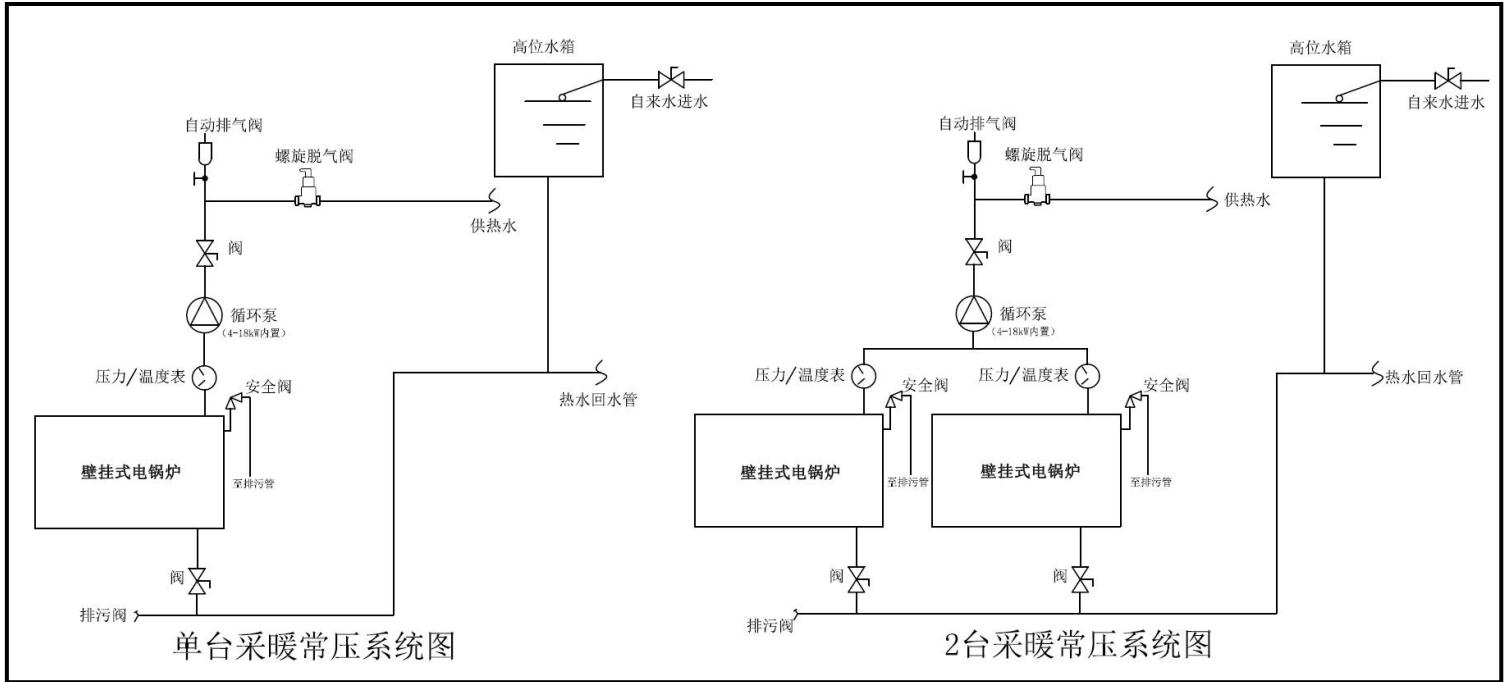 高位水箱
自来水进水
自动排气阀
螺旋脱气阀
供热水
阀
循环泵
(4-18kW内置)
压力/温度表
安全阀
热水回水管
壁挂式电锅炉
至排污管
阀
排污阀
单台采暖常压系统图
高位水箱
自来水进水
自动排气阀
螺旋脱气阀
供热水
阀
循环泵
(4-18kW内置)
压力/温度表
安全阀
压力/温度表
安全阀
热水回水管
壁挂式电锅炉
至排污管
壁挂式电锅炉
至排污管
阀
阀
排污阀
2台采暖常压系统图